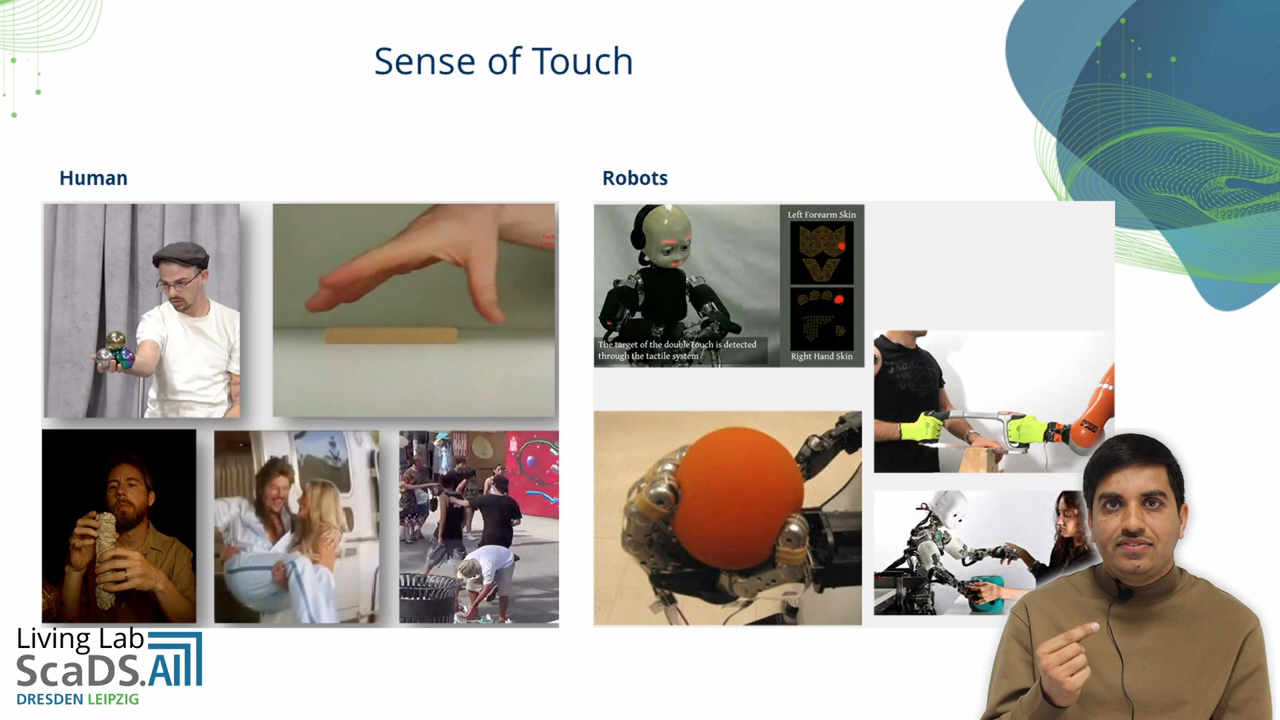 Sense of Touch
Human
Robots
Left Forearm Skin
The target of the double touch is detected
through the tactile system
Right Hand Skin
Living Lab
ScaDS.AI
DRESDEN LEIPZIG